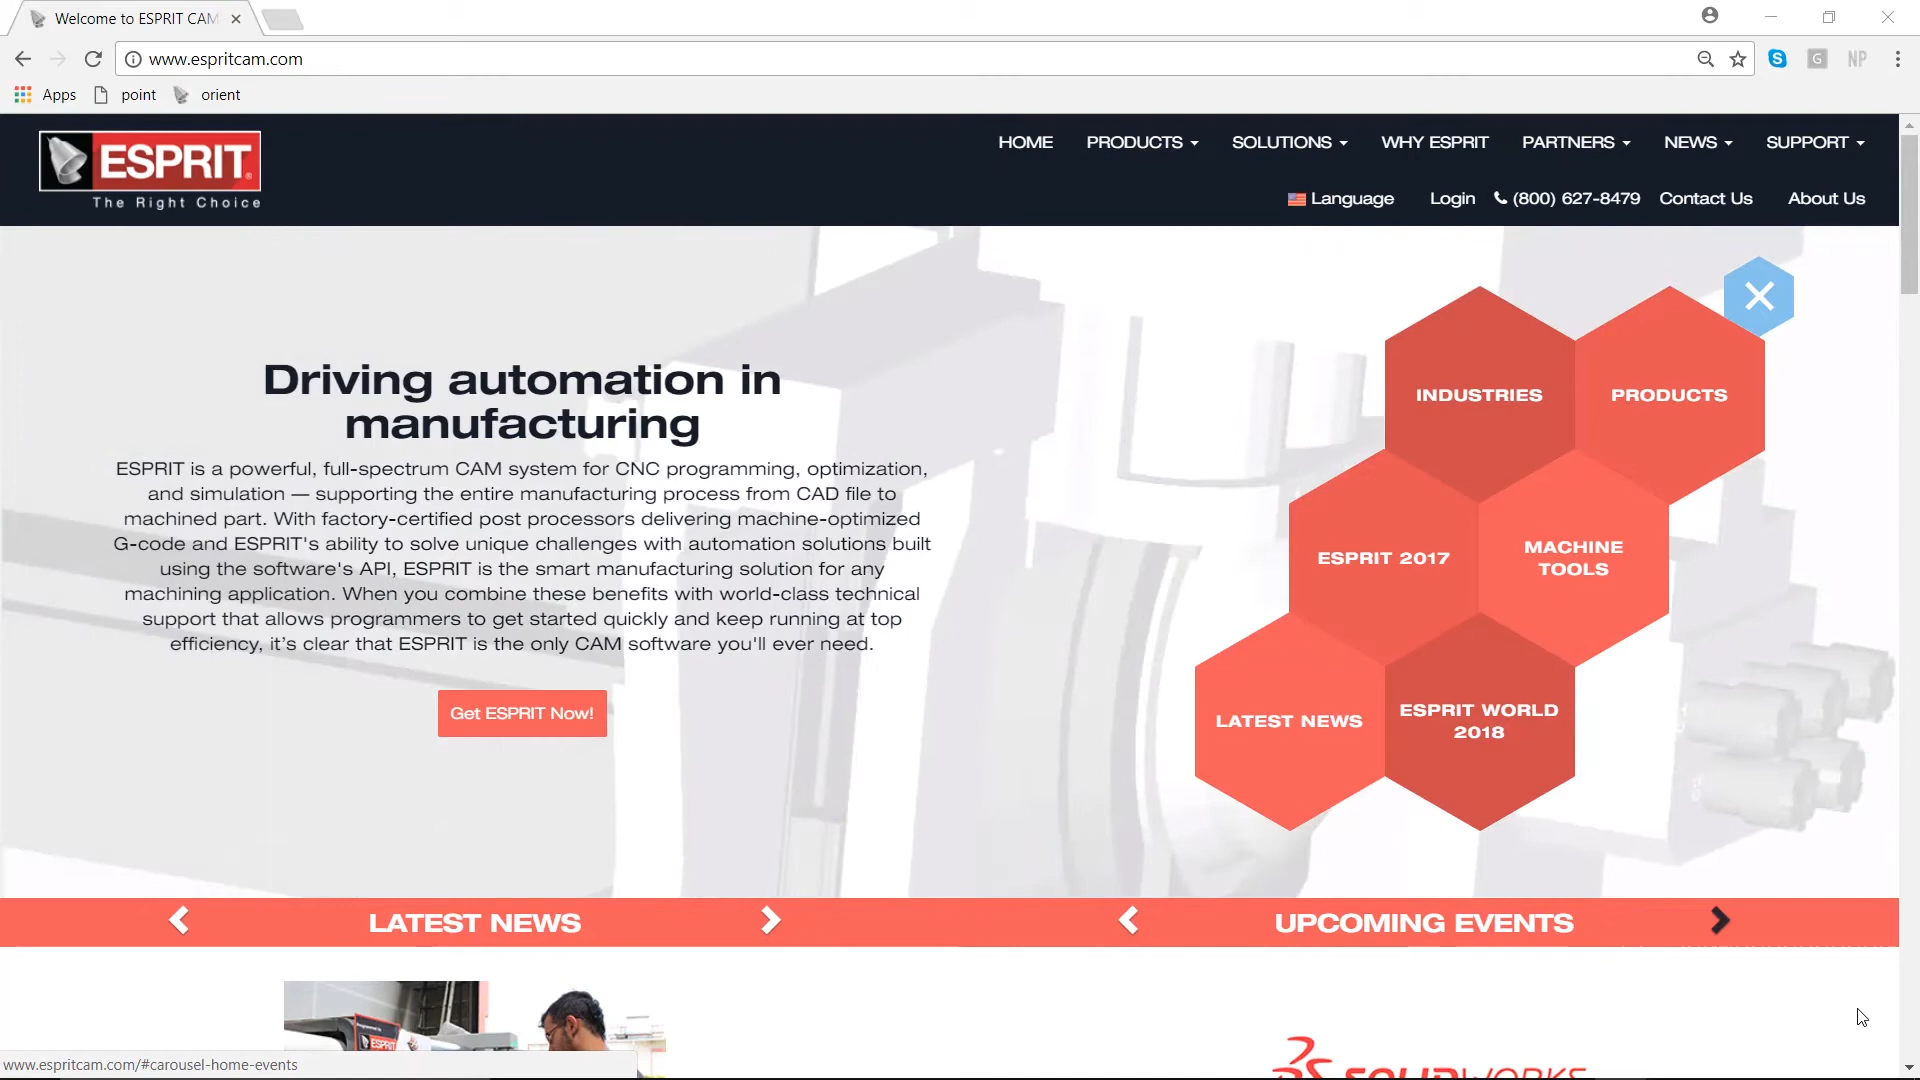 Welcome to ESPRIT CAM
www.espritcam.com
Apps point orient
ESPRIT
The Right Choice
HOME PRODUCTS SOLUTIONS WHY ESPRIT PARTNERS NEWS SUPPORT
Language Login (800) 627-8479 Contact Us About Us
Driving automation in
manufacturing
ESPRIT is a powerful, full-spectrum CAM system for CNC programming, optimization,
and simulation — supporting the entire manufacturing process from CAD file to
machined part. With factory-certified post processors delivering machine-optimized
G-code and ESPRIT's ability to solve unique challenges with automation solutions built
using the software's API, ESPRIT is the smart manufacturing solution for any
machining application. When you combine these benefits with world-class technical
support that allows programmers to get started quickly and keep running at top
efficiency, it’s clear that ESPRIT is the only CAM software you'll ever need.
Get ESPRIT Now!
INDUSTRIES
PRODUCTS
ESPRIT 2017
MACHINE
TOOLS
LATEST NEWS
ESPRIT WORLD
2018
LATEST NEWS
UPCOMING EVENTS
ESPRIT
SOLIDWORKS
www.espritcam.com/#carousel-home-events
S
G
NP